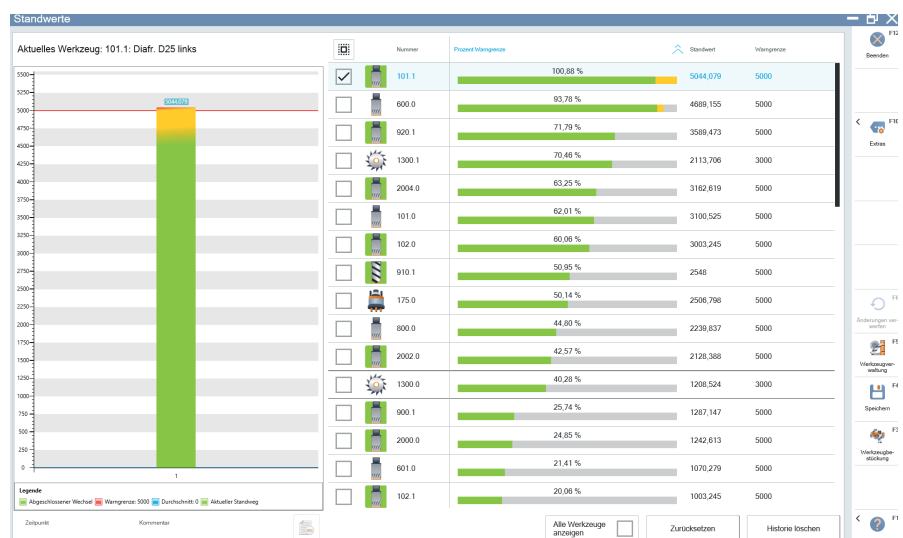 Standwerte
Aktuelles Werkzeug: 101.1: Diafr. D25 links
5500
5250
5000
4750
4500
4250
4000
3750
3500
3250
3000
2750
2500
2250
2000
1750
1500
1250
1000
750
500
250
0
5044,079
1
Legende
Abgeschlossener Wechsel Warngrenze: 5000 Durchschnitt: 0 Aktueller Standweg
Zeitpunkt Kommentar
Nummer Prozent Warngrenze Standwert Warngrenze
101.1 100,88 % 5044,079 5000
600.0 93,78 % 4689,155 5000
920.1 71,79 % 3589,473 5000
1300.1 70,46 % 2113,706 3000
2004.0 63,25 % 3162,619 5000
101.0 62,01 % 3100,525 5000
102.0 60,06 % 3003,245 5000
910.1 50,95 % 2548 5000
175.0 50,14 % 2506,798 5000
800.0 44,80 % 2239,837 5000
2002.0 42,57 % 2128,388 5000
1300.0 40,28 % 1208,524 3000
900.1 25,74 % 1287,147 5000
2000.0 24,85 % 1242,613 5000
601.0 21,41 % 1070,279 5000
102.1 20,06 % 1003,245 5000
Alle Werkzeuge
anzeigen
Zurücksetzen
Historie löschen
F12
Beenden
Extras
Änderungen ver-
werfen
F5
Werkzeugver-
waltung
Speichern
F3
Werkzeugbe-
stückung